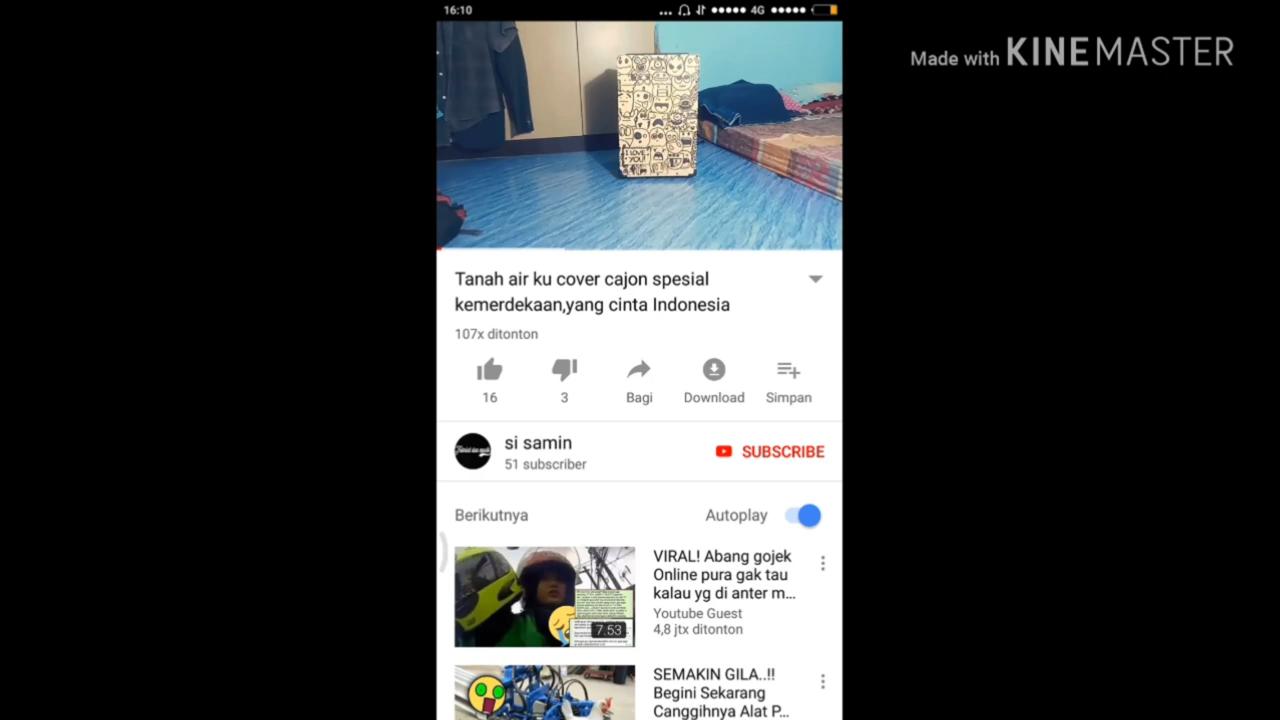 16:10
4G
Made with KINEMASTER
I LOVE
YOU!
Tanah air ku cover cajon spesial
kemerdekaan,yang cinta Indonesia
107x ditonton
16
3
Bagi
Download
Simpan
si samin
51 subscriber
SUBSCRIBE
Berikutnya
Autoplay
7:53
VIRAL! Abang gojek
Online pura gak tau
kalau yg di anter m...
Youtube Guest
4,8 jtx ditonton
SEMAKIN GILA..!!
Begini Sekarang
Canggihnya Alat P...